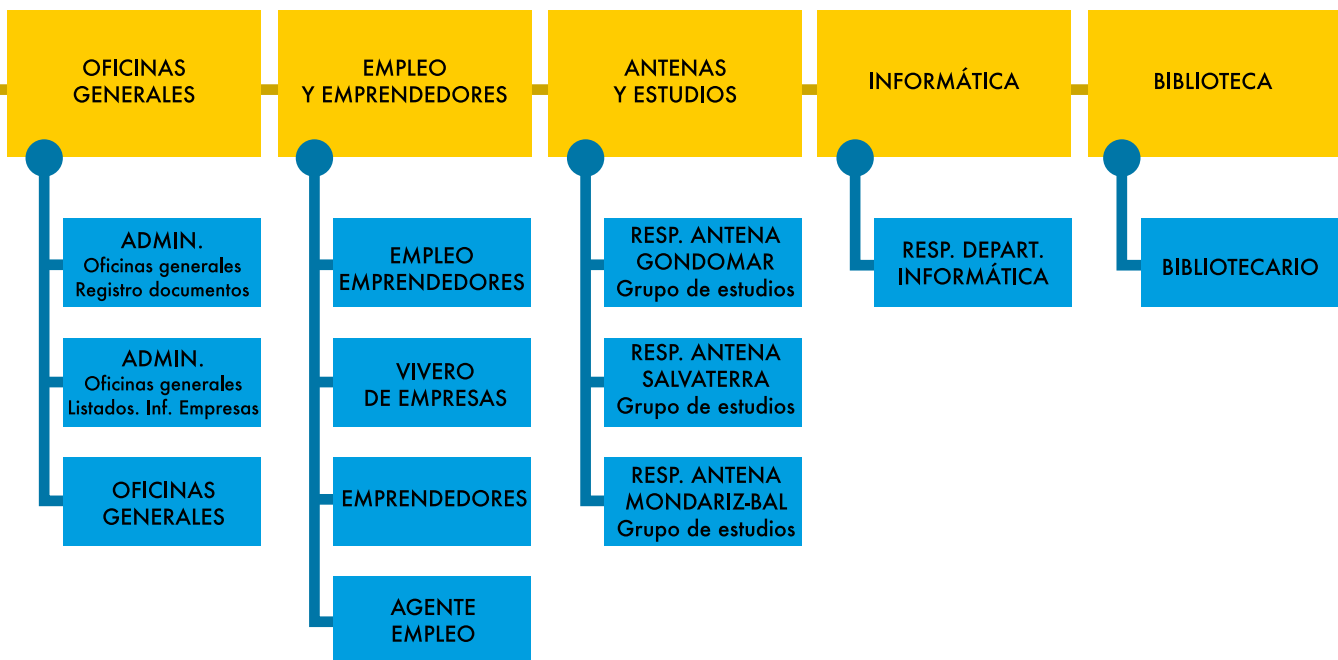 OFICINAS
GENERALES
EMPLEO
Y EMPRENDEDORES
ANTENAS
Y ESTUDIOS
INFORMÁTICA
BIBLIOTECA
ADMIN.
Oficinas generales
Registro documentos
ADMIN.
Oficinas generales
Listados. Inf. Empresas
OFICINAS
GENERALES
EMPLEO
EMPRENDEDORES
VIVERO
DE EMPRESAS
EMPRENDEDORES
AGENTE
EMPLEO
RESP. ANTENA
GONDOMAR
Grupo de estudios
RESP. ANTENA
SALVATERRA
Grupo de estudios
RESP. ANTENA
MONDARIZ-BAL
Grupo de estudios
RESP. DEPART.
INFORMÁTICA
BIBLIOTECARIO